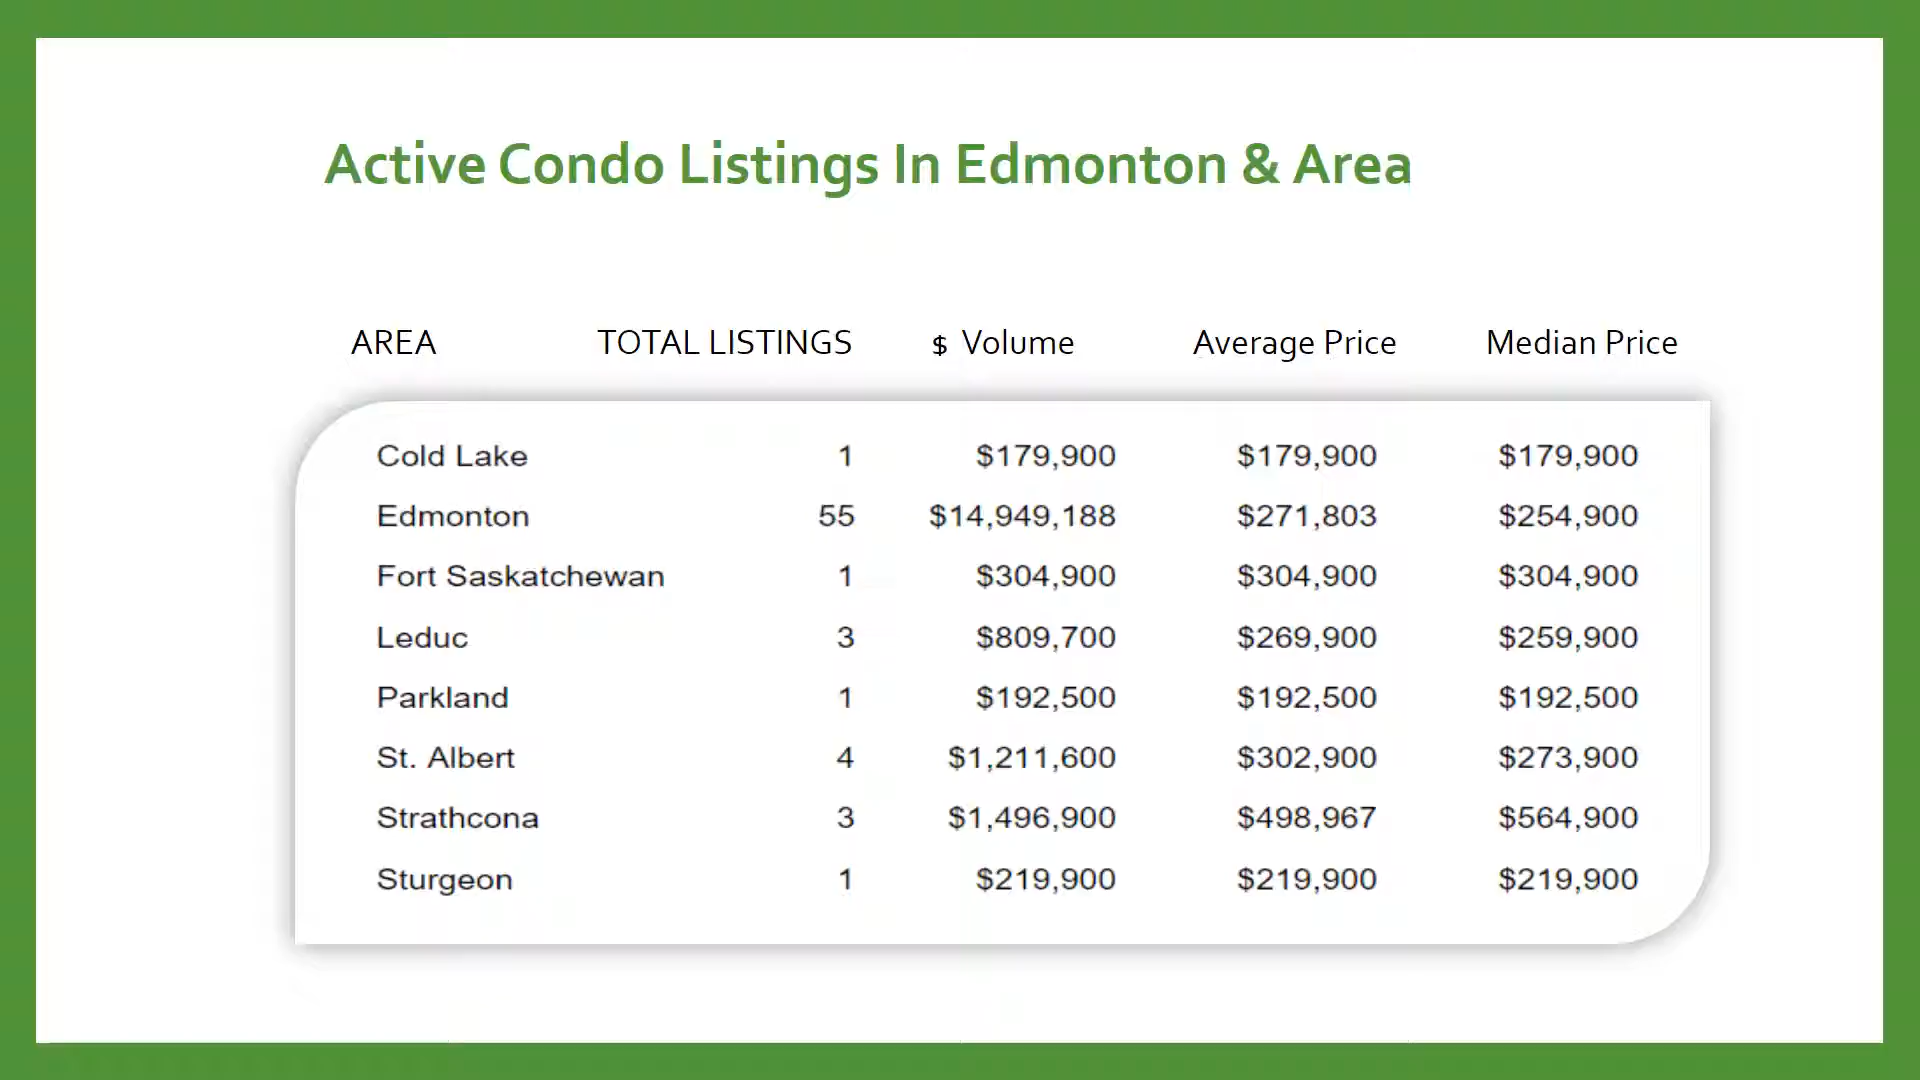 Active Condo Listings In Edmonton & Area
AREA TOTAL LISTINGS $ Volume Average Price Median Price
Cold Lake 1 $179,900 $179,900 $179,900
Edmonton 55 $14,949,188 $271,803 $254,900
Fort Saskatchewan 1 $304,900 $304,900 $304,900
Leduc 3 $809,700 $269,900 $259,900
Parkland 1 $192,500 $192,500 $192,500
St. Albert 4 $1,211,600 $302,900 $273,900
Strathcona 3 $1,496,900 $498,967 $564,900
Sturgeon 1 $219,900 $219,900 $219,900